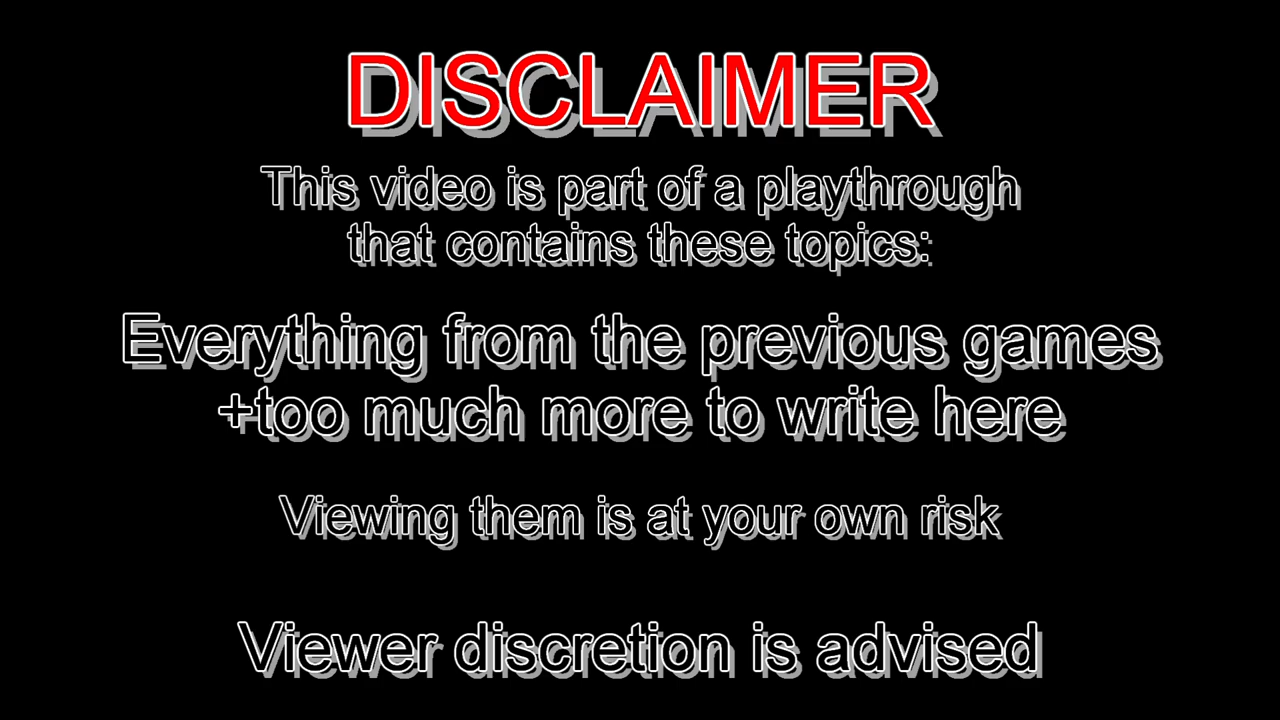 DISCLAIMER
This video is part of a playthrough
that contains these topics:
Everything from the previous games
+too much more to write here
Viewing them is at your own risk
Viewer discretion is advised